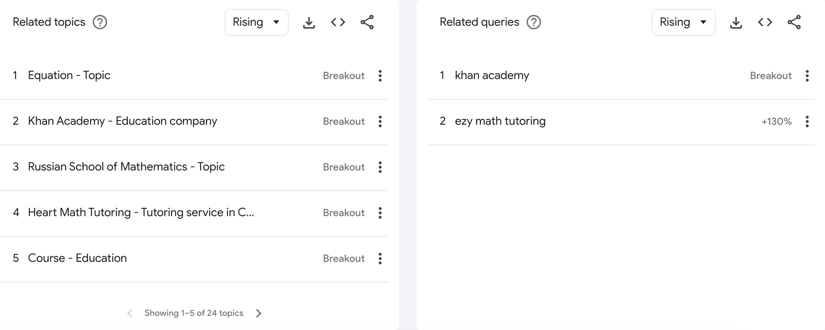 Related topics
Rising
1 Equation - Topic Breakout
2 Khan Academy - Education company Breakout
3 Russian School of Mathematics - Topic Breakout
4 Heart Math Tutoring - Tutoring service in C... Breakout
5 Course - Education Breakout
Showing 1-5 of 24 topics
Related queries
Rising
1 khan academy Breakout
2 ezy math tutoring +130%